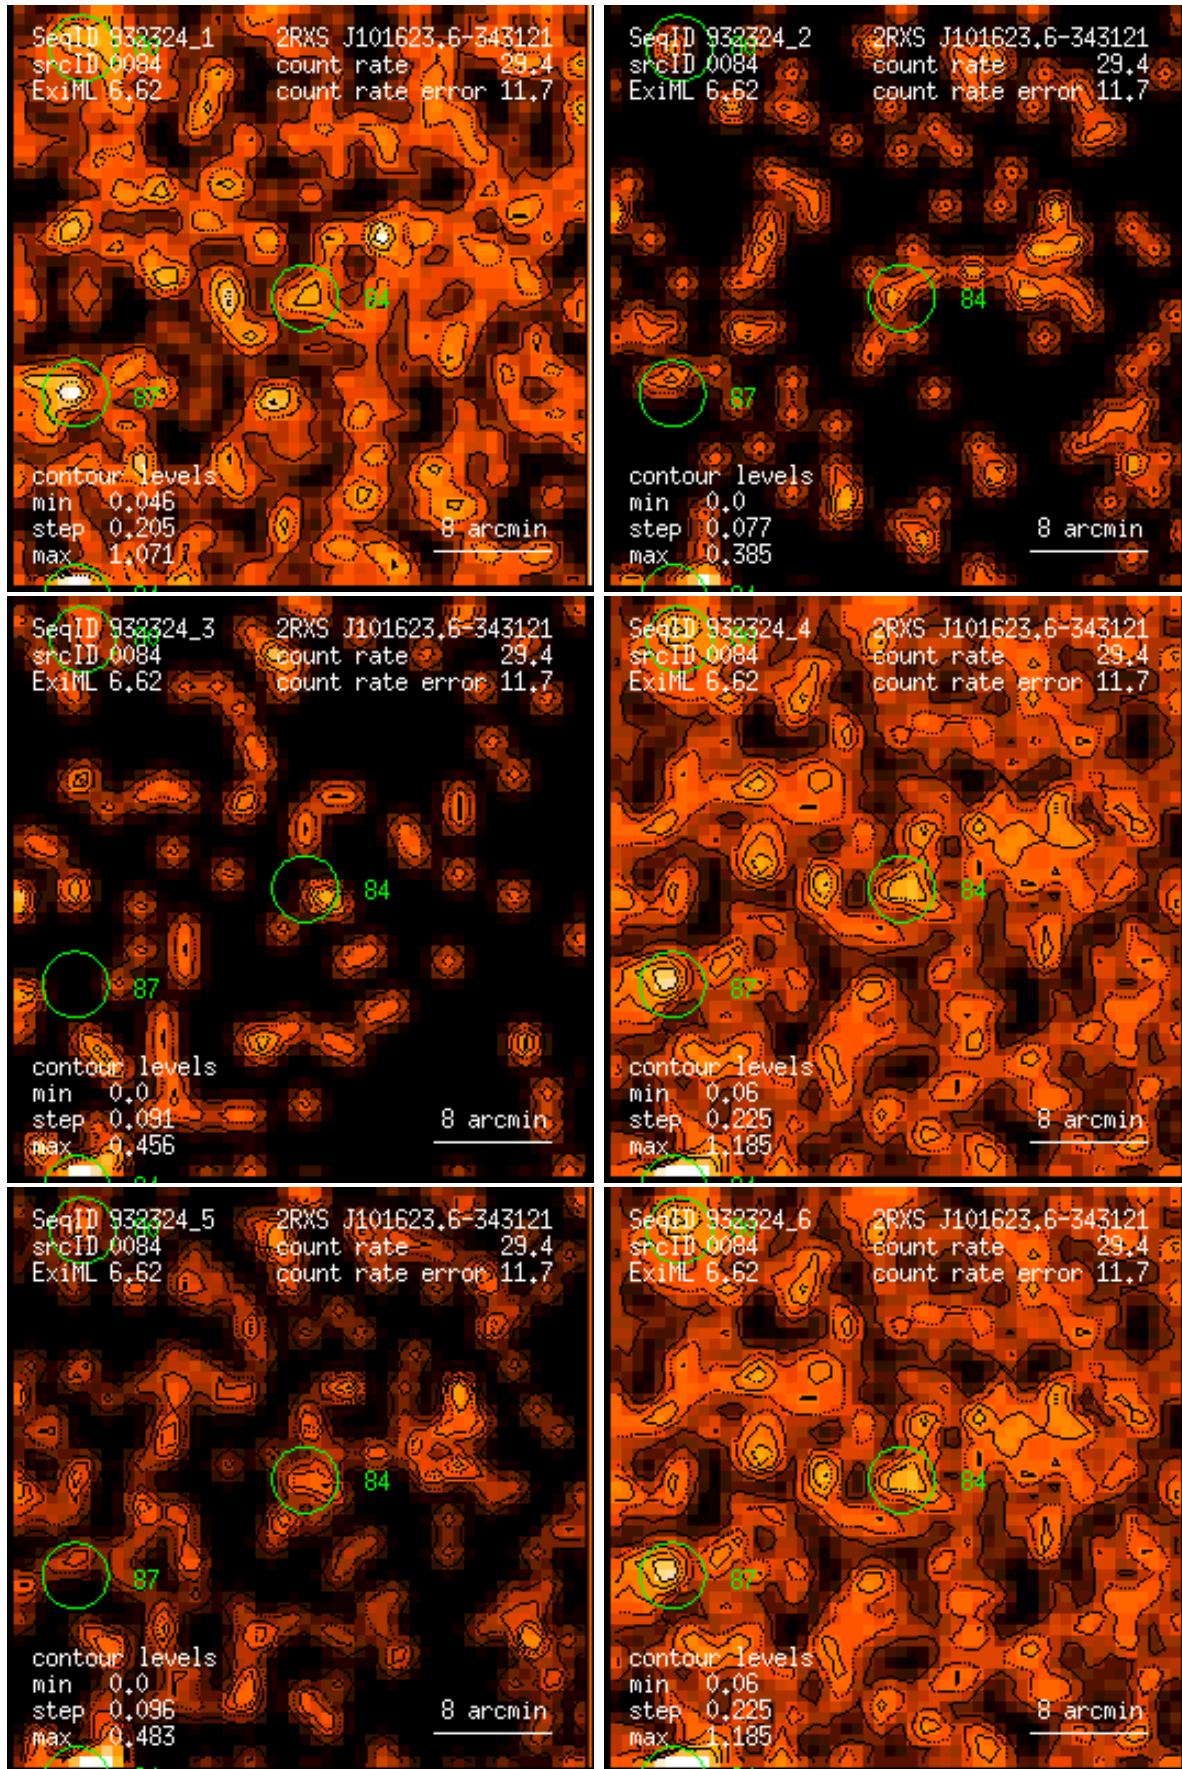 SeqID 932324_1 2RXS J101623.6-343121
srcID 0084 count rate 29.4
ExiML 6.62 count rate error 11.7
84
87
contour levels
min 0.046
step 0.205 8 arcmin
max 1.071
SeqID 932324_2 2RXS J101623.6-343121
srcID 0084 count rate 29.4
ExiML 6.62 count rate error 11.7
84
87
contour levels
min 0.0
step 0.077 8 arcmin
max 0.385
SeqID 932324_3 2RXS J101623.6-343121
srcID 0084 count rate 29.4
ExiML 6.62 count rate error 11.7
84
87
contour levels
min 0.0
step 0.091 8 arcmin
max 0.456
SeqID 932324_4 2RXS J101623.6-343121
srcID 0084 count rate 29.4
ExiML 6.62 count rate error 11.7
84
87
contour levels
min 0.06
step 0.225 8 arcmin
max 1.185
SeqID 932324_5 2RXS J101623.6-343121
srcID 0084 count rate 29.4
ExiML 6.62 count rate error 11.7
84
87
contour levels
min 0.0
step 0.096 8 arcmin
max 0.483
SeqID 932324_6 2RXS J101623.6-343121
srcID 0084 count rate 29.4
ExiML 6.62 count rate error 11.7
84
87
contour levels
min 0.06
step 0.225 8 arcmin
max 1.185